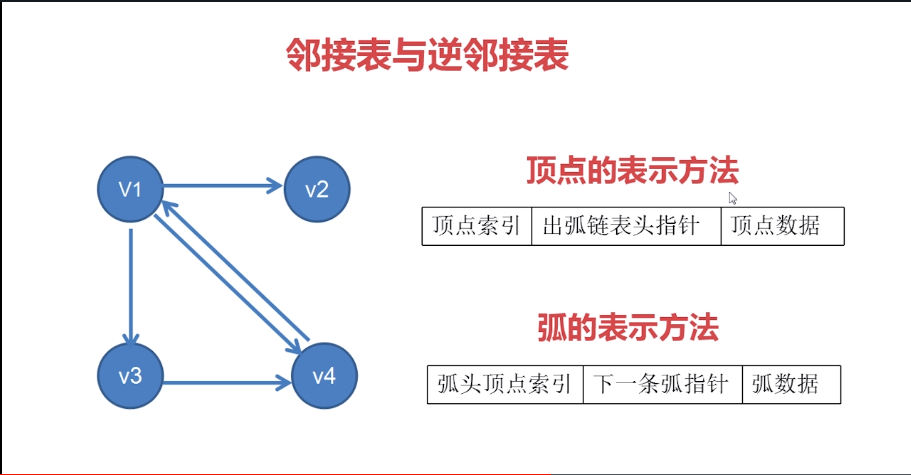 邻接表与逆邻接表
V1
v2
v3
v4
顶点的表示方法
顶点索引 出弧链表头指针 顶点数据
弧的表示方法
弧头顶点索引 下一条弧指针 弧数据